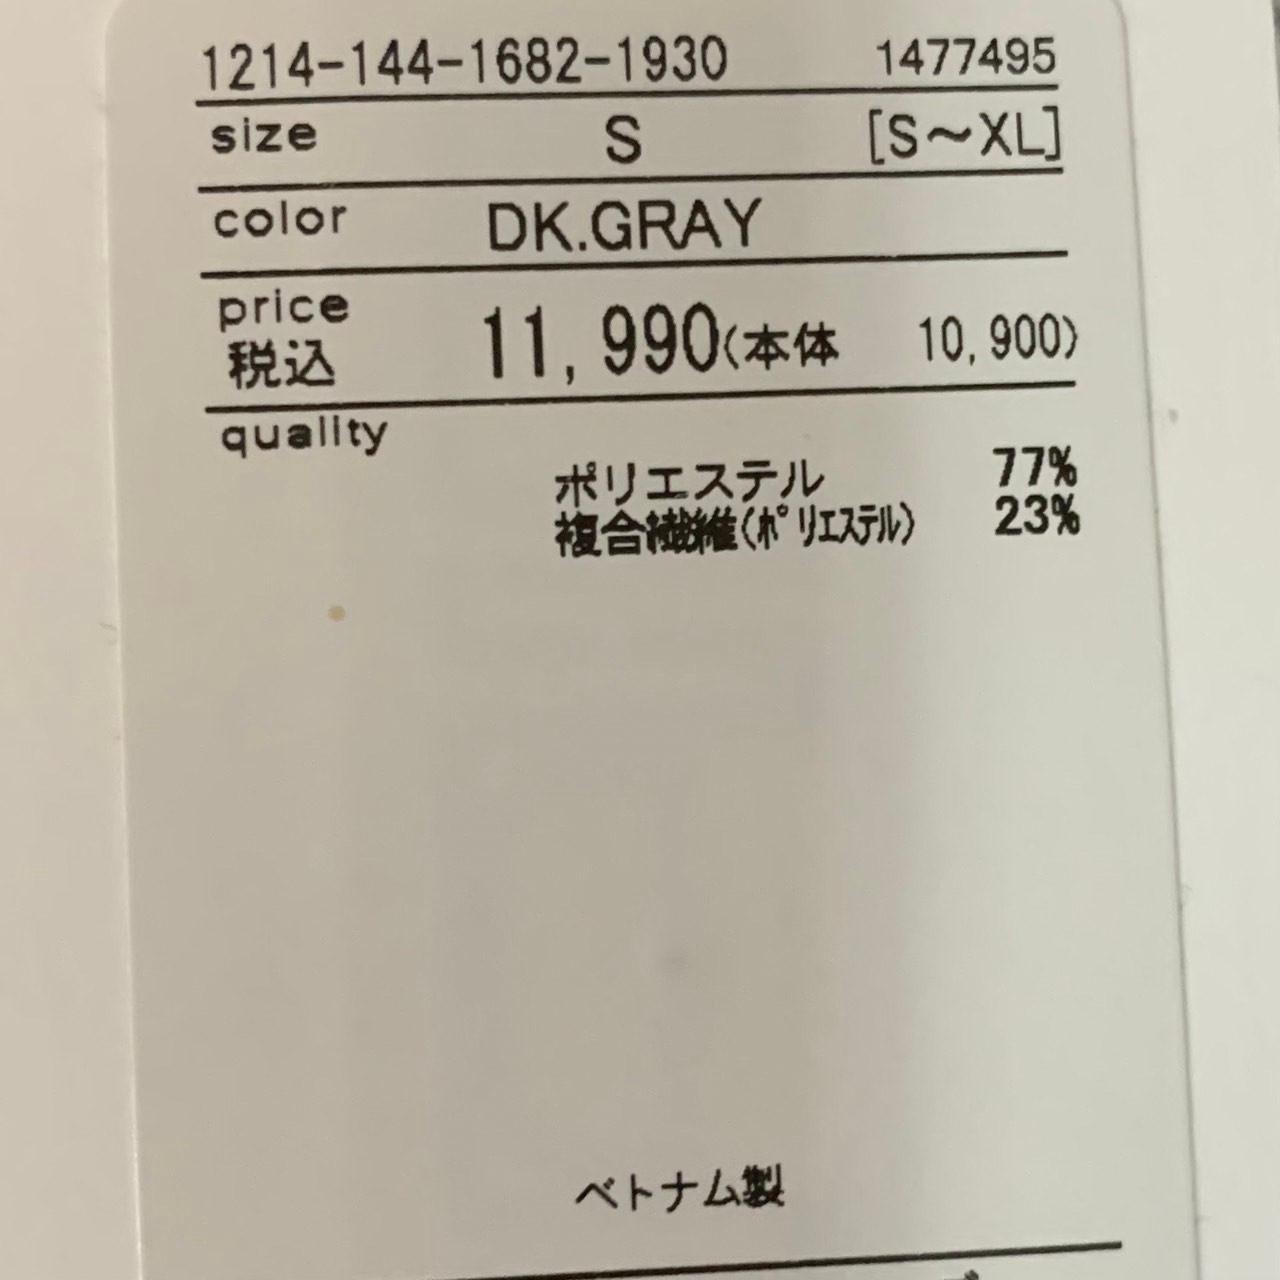 1214-144-1682-1930 1477495
size S [S～XL]
color DK.GRAY
price 税込 11,990(本体 10,900)
quality
ポリエステル 77%
複合繊維(ﾎﾟﾘｴｽﾃﾙ) 23%
ベトナム製